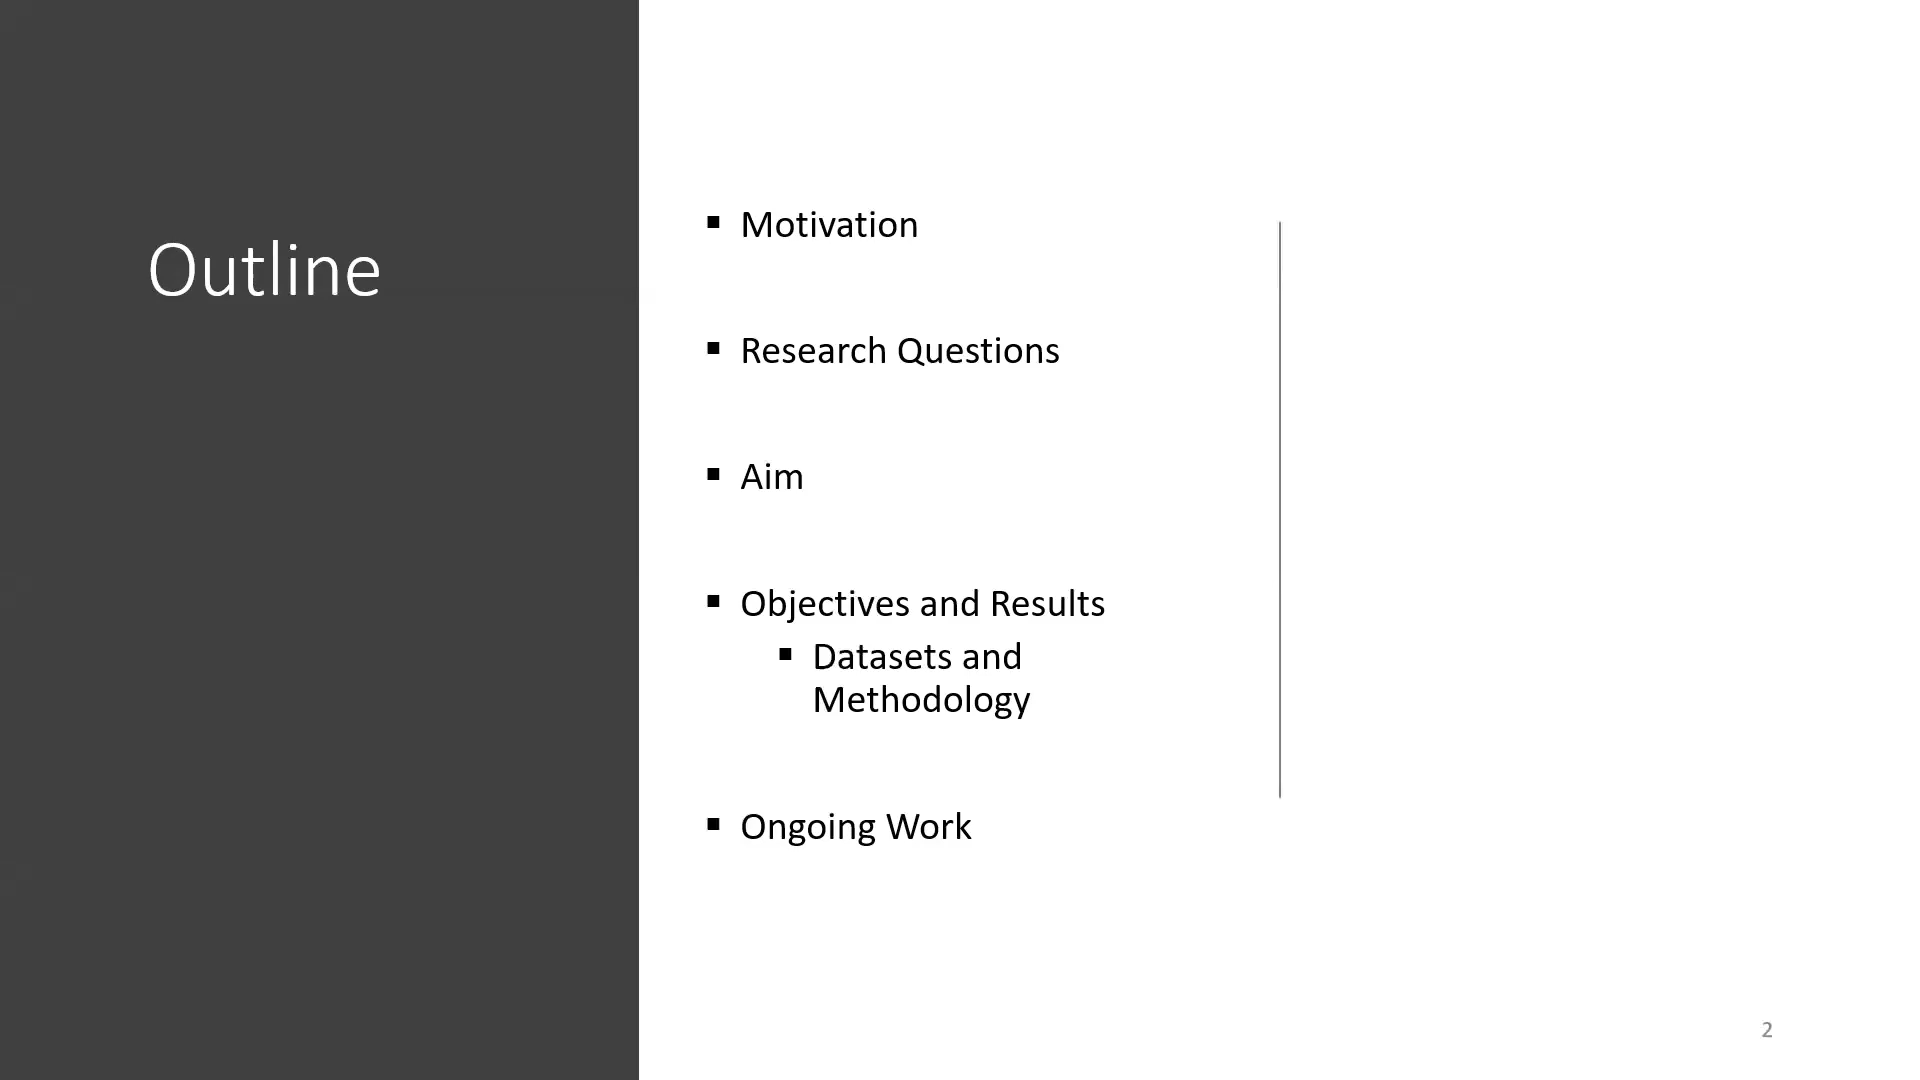 Outline
▪ Motivation
▪ Research Questions
▪ Aim
▪ Objectives and Results
▪ Datasets and
Methodology
▪ Ongoing Work
2